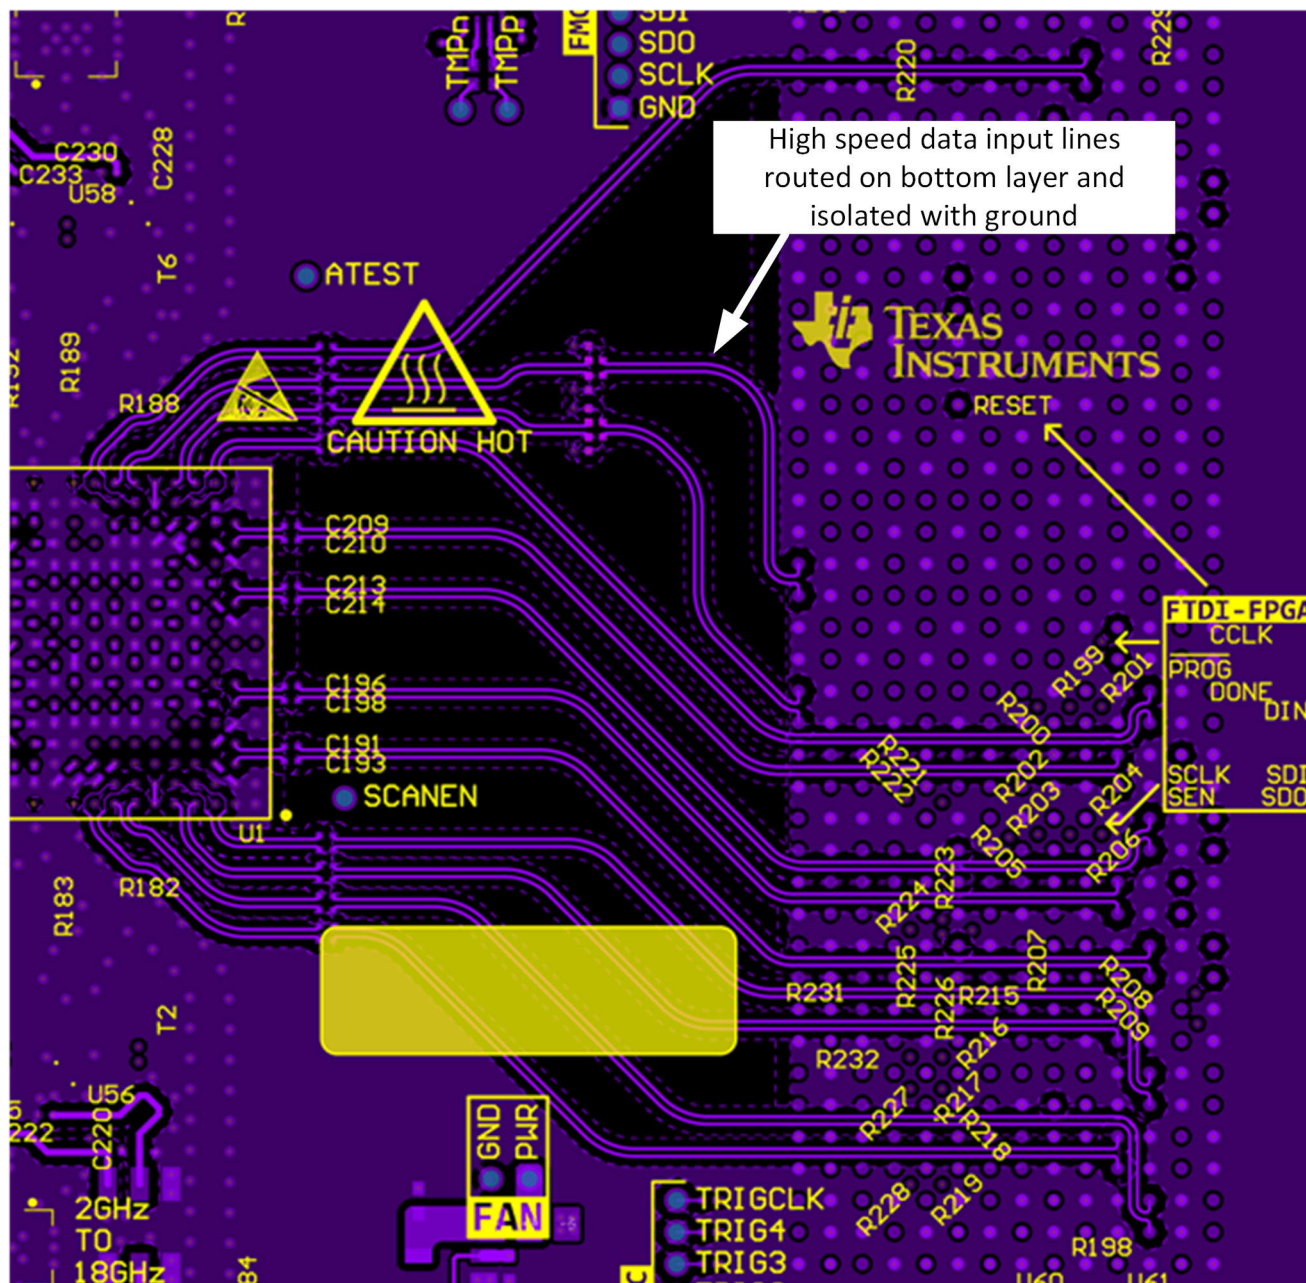 SDI
SDO
SCLK
GND
FMC
TMPn
TMPp
R220
R229
High speed data input lines
routed on bottom layer and
isolated with ground
C230
C233
U58
C228
T6
ATEST
R189
R188
CAUTION HOT
TEXAS
INSTRUMENTS
RESET
C209
C210
C213
C214
C196
C198
C191
C193
SCANEN
U1
FTDI-FPGA
CCLK
PROG
DONE
DIN
SCLK
SDI
SEN
SDO
R199
R201
R200
R221
R222
R202
R203
R204
R205
R206
R223
R224
R183
R182
R225
R207
R208
R209
R231
R226
R215
R216
R232
R227
R217
R218
R228
R219
R198
T2
U56
C220
222
2GHz
TO
18GHz
84
GND
PWR
FAN
TRIGCLK
TRIG4
TRIG3
U60
U61